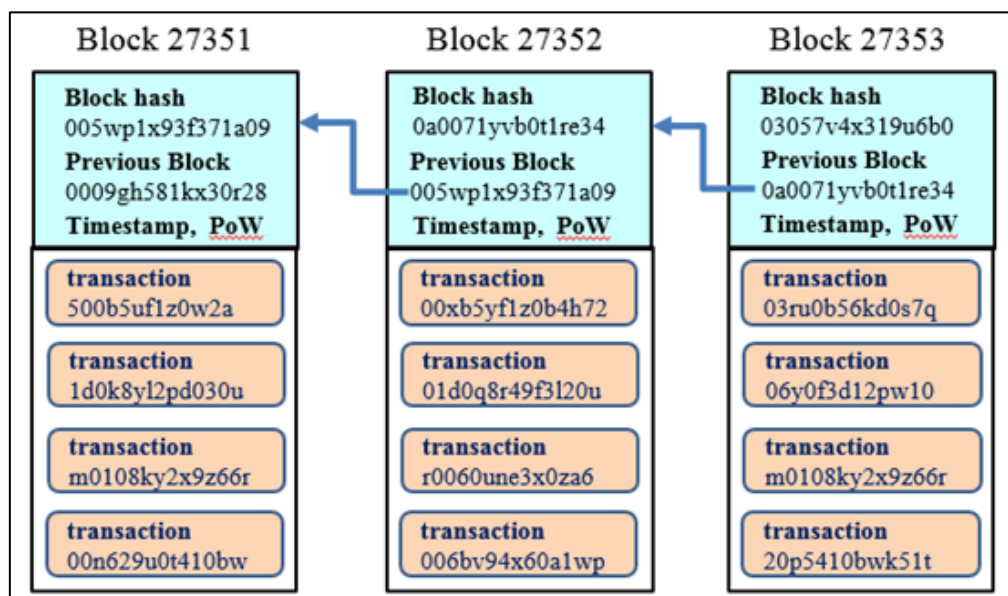 Block 27351
Block hash
005wp1x93f371a09
Previous Block
0009gh581kx30r28
Timestamp, PoW
transaction
500b5uf1z0w2a
transaction
1d0k8yl2pd030u
transaction
m0108ky2x9z66r
transaction
00n629u0t410bw
Block 27352
Block hash
0a0071yvb0t1re34
Previous Block
005wp1x93f371a09
Timestamp, PoW
transaction
00xb5yf1z0b4h72
transaction
01d0q8r49f3l20u
transaction
r0060une3x0za6
transaction
006bv94x60a1wp
Block 27353
Block hash
03057v4x319u6b0
Previous Block
0a0071yvb0t1re34
Timestamp, PoW
transaction
03ru0b56kd0s7q
transaction
06y0f3d12pw10
transaction
m0108ky2x9z66r
transaction
20p5410bwk51t